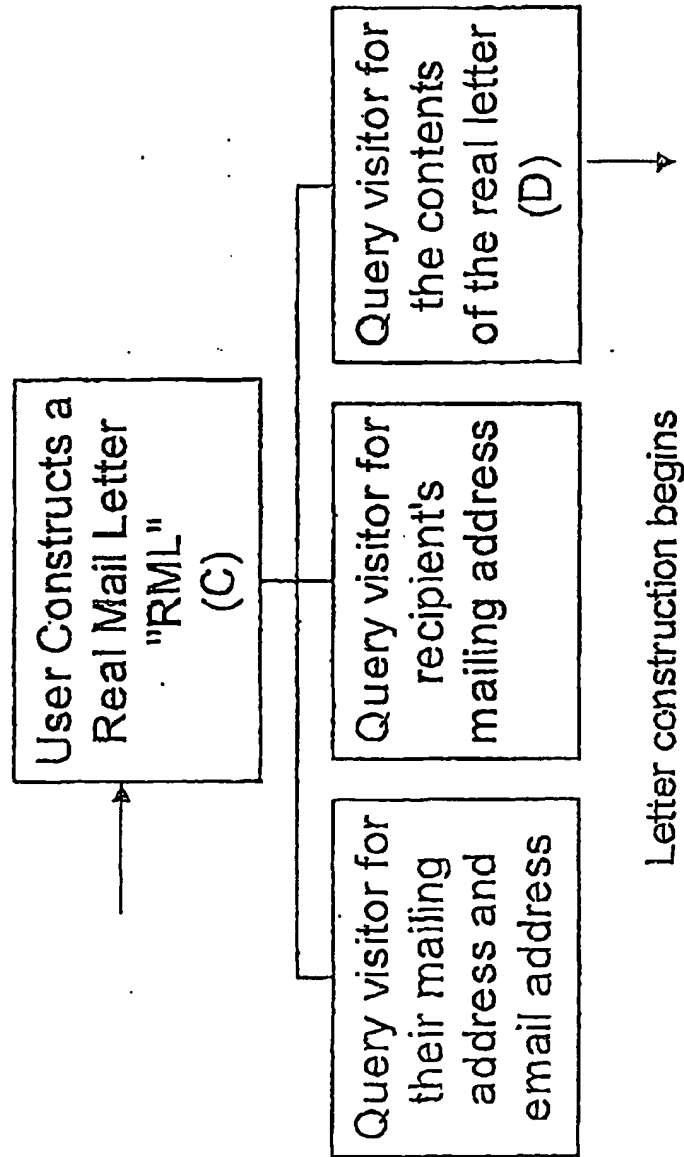 User Constructs a
Real Mail Letter
"RML"
(C)
Query visitor for
their mailing
address and
email address
Query visitor for
recipient's
mailing address
Query visitor for
the contents
of the real letter
(D)
Letter construction begins